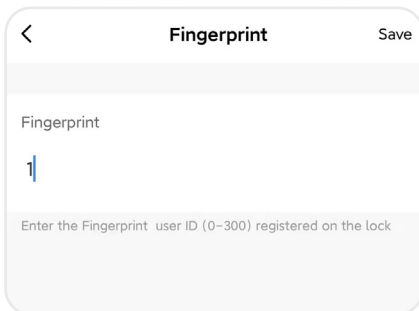 Fingerprint Save
Fingerprint
1
Enter the Fingerprint user ID (0-300) registered on the lock